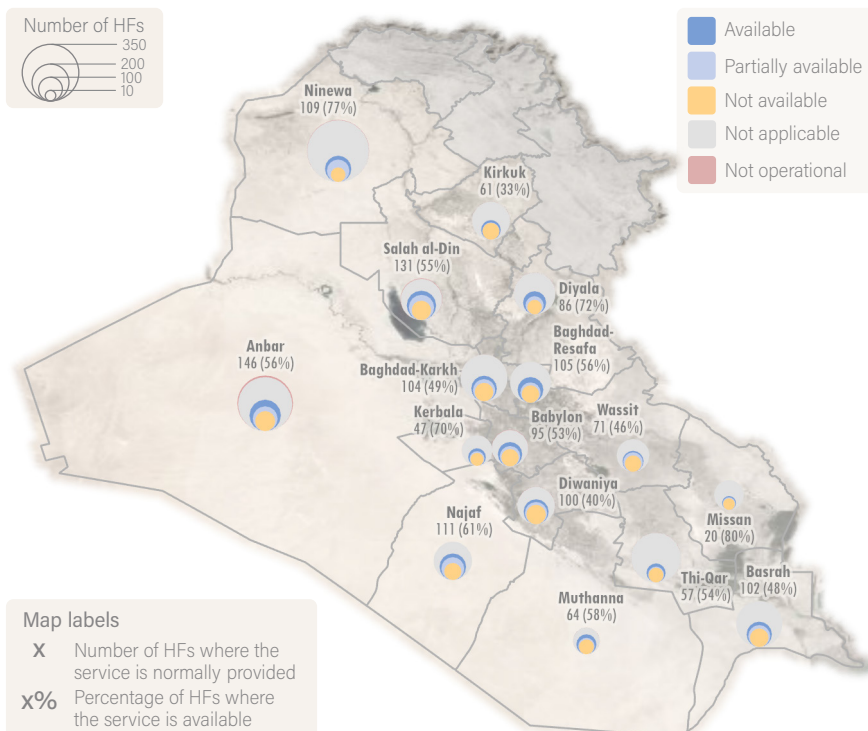 Number of HFs
350
200
100
10
Available
Partially available
Not available
Not applicable
Not operational
Ninewa
109 (77%)
Kirkuk
61 (33%)
Salah al-Din
131 (55%)
Diyala
86 (72%)
Baghdad-
Resafa
105 (56%)
Anbar
146 (56%)
Baghdad-Karkh
104 (49%)
Kerbala
47 (70%)
Babylon
95 (53%)
Wassit
71 (46%)
Diwaniya
100 (40%)
Najaf
111 (61%)
Missan
20 (80%)
Thi-Qar
57 (54%)
Basrah
102 (48%)
Muthanna
64 (58%)
Map labels
x Number of HFs where the
service is normally provided
x% Percentage of HFs where
the service is available